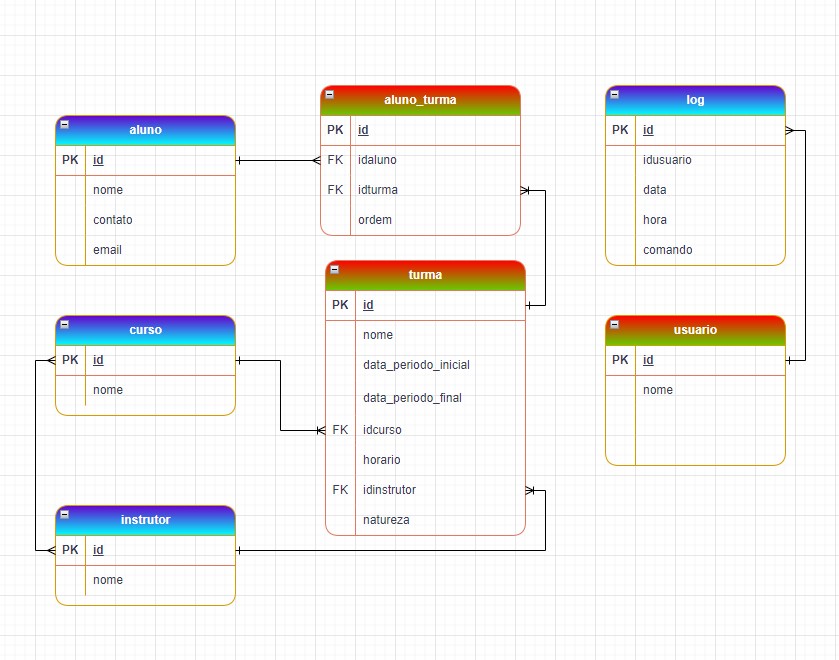 aluno
PK id
nome
contato
email
aluno_turma
PK id
FK idaluno
FK idturma
ordem
log
PK id
idusuario
data
hora
comando
curso
PK id
nome
turma
PK id
nome
data_periodo_inicial
data_periodo_final
FK idcurso
horario
FK idinstrutor
natureza
usuario
PK id
nome
instrutor
PK id
nome